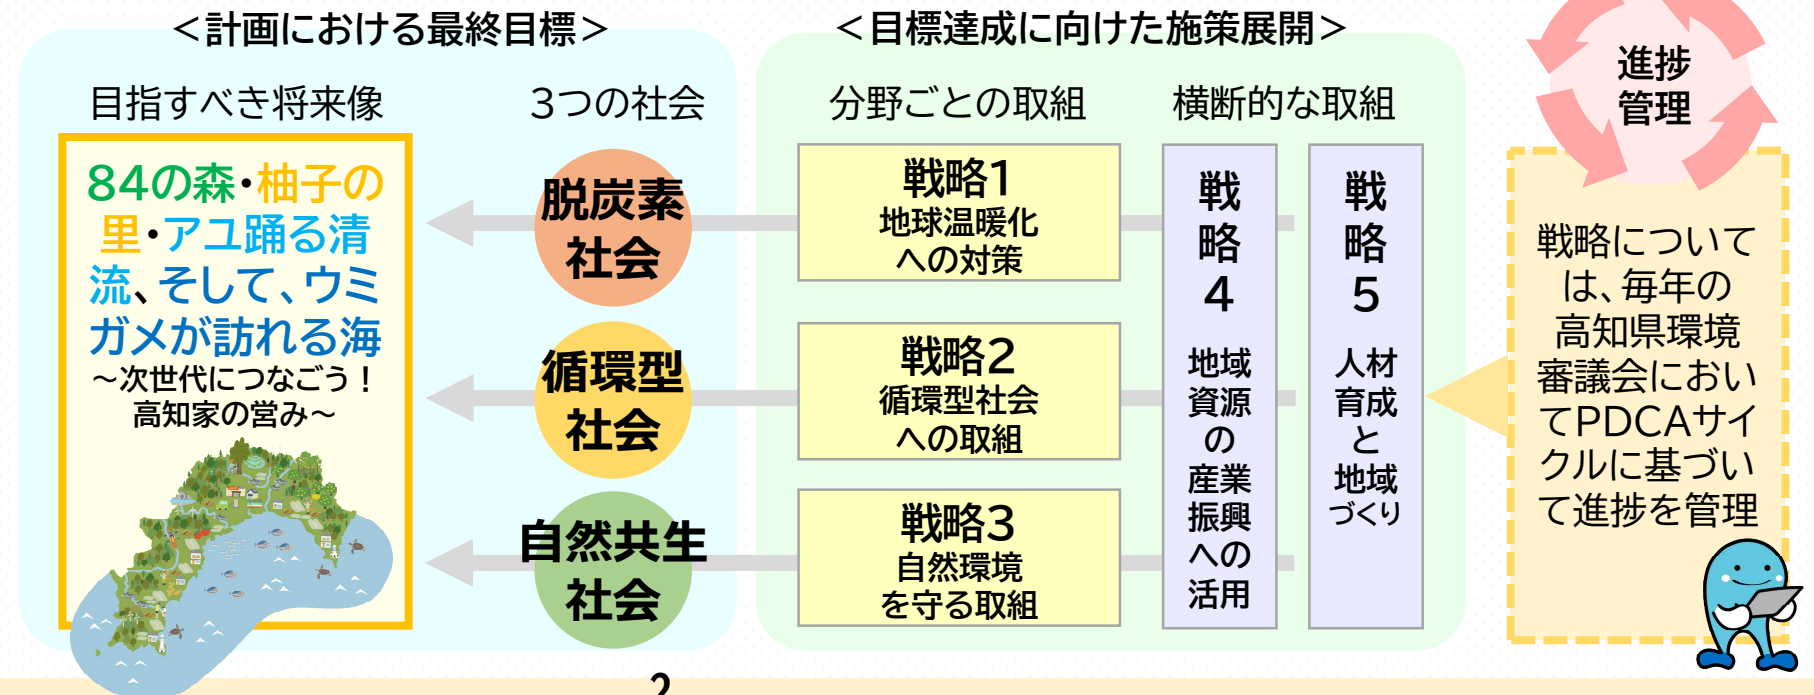 ＜計画における最終目標＞
目指すべき将来像
3つの社会
84の森・柚子の
里・アユ踊る清
流、そして、ウミ
ガメが訪れる海
～次世代につなごう！
高知家の営み～
脱炭素
社会
循環型
社会
自然共生
社会
＜目標達成に向けた施策展開＞
分野ごとの取組
横断的な取組
戦略1
地球温暖化
への対策
戦略2
循環型社会
への取組
戦略3
自然環境
を守る取組
戦略4
地域
資源
の
産業
振興
への
活用
戦略5
人材
育成
と
地域
づくり
進捗
管理
戦略について
は、毎年の
高知県環境
審議会におい
てPDCAサイ
クルに基づい
て進捗を管理
2